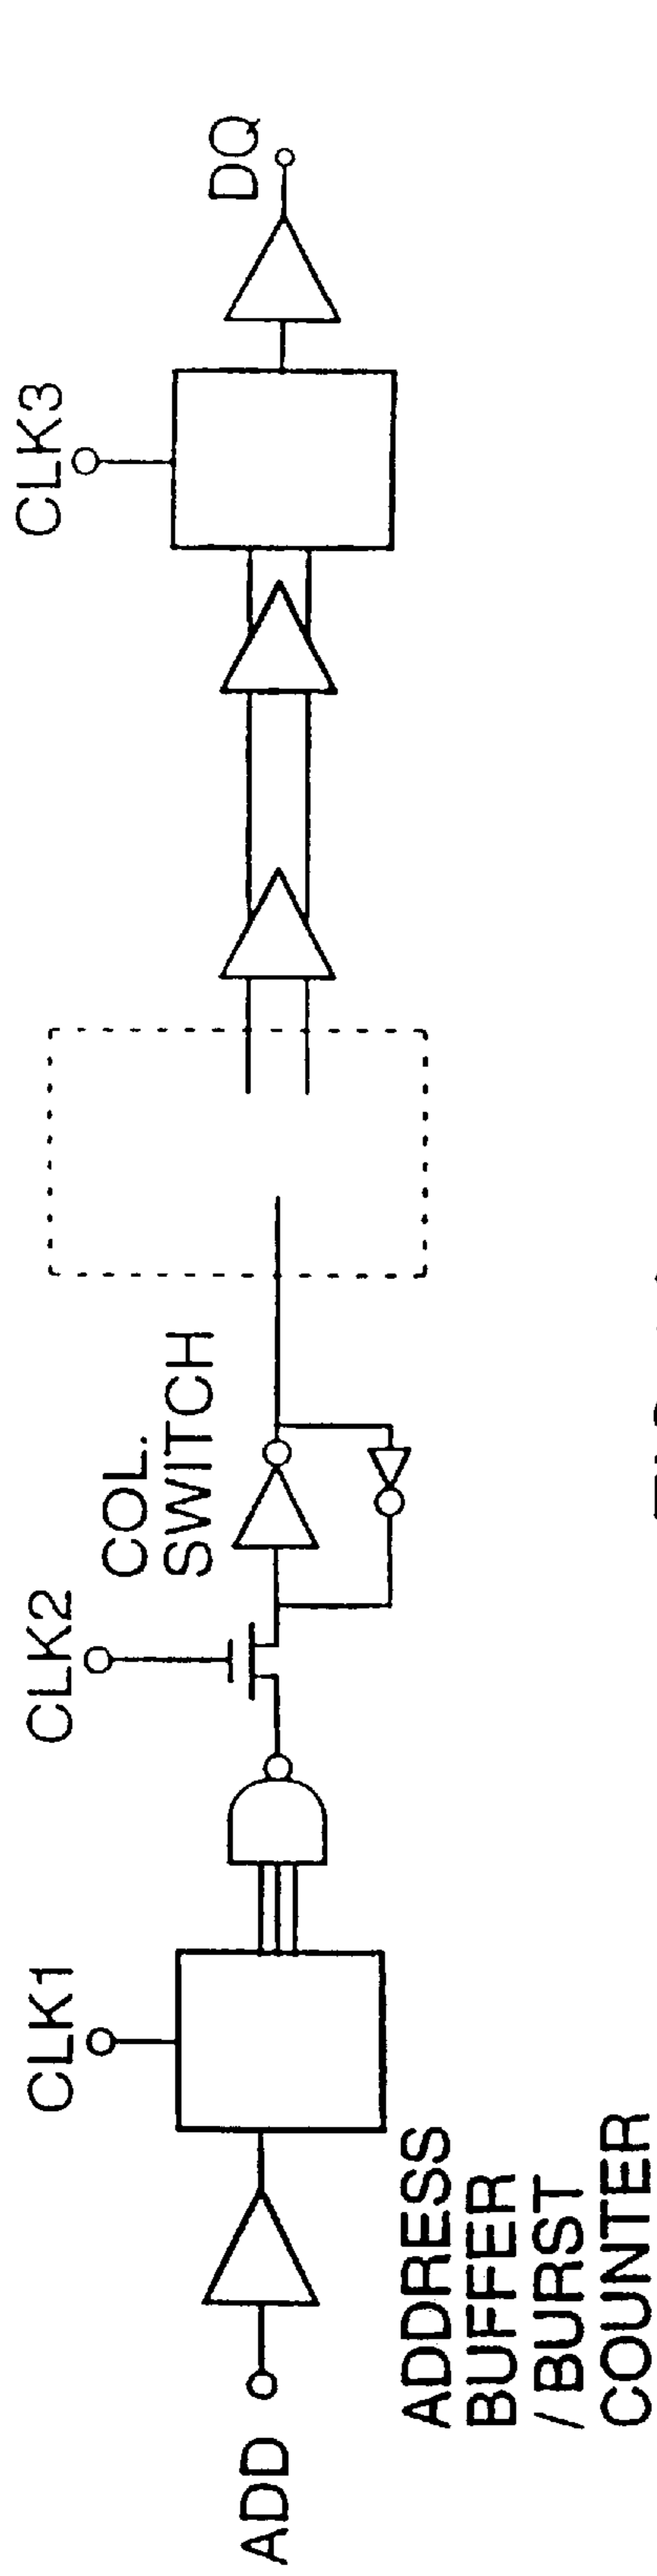 ADD
ADDRESS
BUFFER
/BURST
COUNTER
CLK1
CLK2
COL.
SWITCH
CLK3
DQ